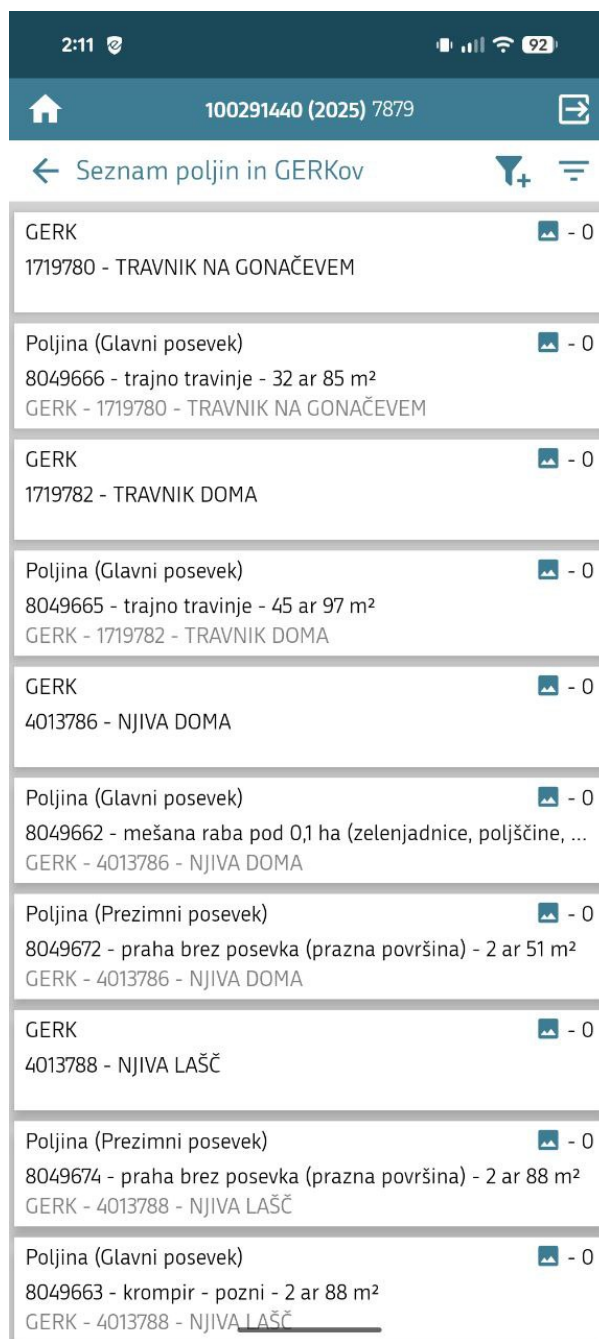 2:11
92
100291440 (2025) 7879
Seznam poljin in GERKov
GERK - 0
1719780 - TRAVNIK NA GONAČEVEM
Poljina (Glavni posevek) - 0
8049666 - trajno travinje - 32 ar 85 m²
GERK - 1719780 - TRAVNIK NA GONAČEVEM
GERK - 0
1719782 - TRAVNIK DOMA
Poljina (Glavni posevek) - 0
8049665 - trajno travinje - 45 ar 97 m²
GERK - 1719782 - TRAVNIK DOMA
GERK - 0
4013786 - NJIVA DOMA
Poljina (Glavni posevek) - 0
8049662 - mešana raba pod 0,1 ha (zelenjadnice, poljščine, ...
GERK - 4013786 - NJIVA DOMA
Poljina (Prezimni posevek) - 0
8049672 - praha brez posevka (prazna površina) - 2 ar 51 m²
GERK - 4013786 - NJIVA DOMA
GERK - 0
4013788 - NJIVA LAŠČ
Poljina (Prezimni posevek) - 0
8049674 - praha brez posevka (prazna površina) - 2 ar 88 m²
GERK - 4013788 - NJIVA LAŠČ
Poljina (Glavni posevek) - 0
8049663 - krompir - pozni - 2 ar 88 m²
GERK - 4013788 - NJIVA LAŠČ